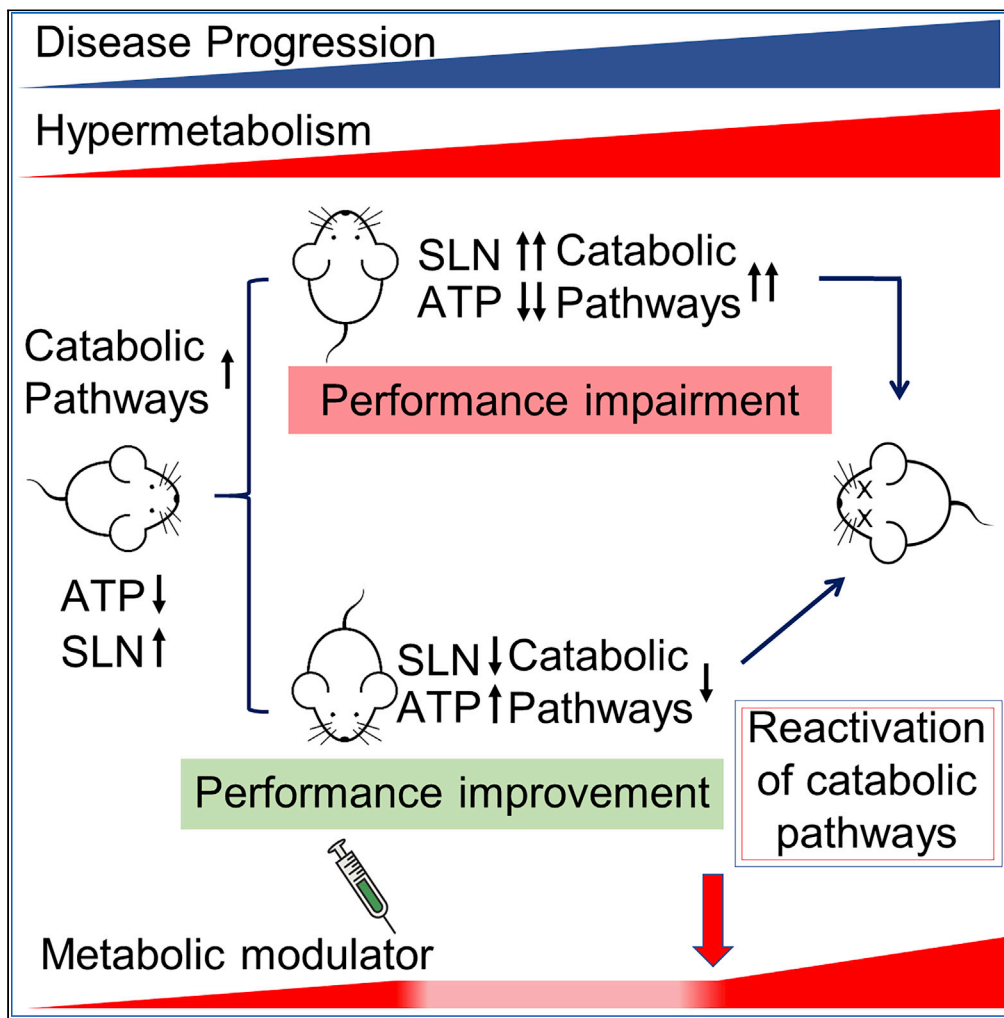 Disease Progression
Hypermetabolism
SLN ↑↑ Catabolic
ATP ↓↓ Pathways ↑↑
Catabolic
Pathways ↑
Performance impairment
ATP ↓
SLN ↑
SLN ↓ Catabolic
ATP ↑ Pathways ↓
Performance improvement
Reactivation
of catabolic
pathways
Metabolic modulator